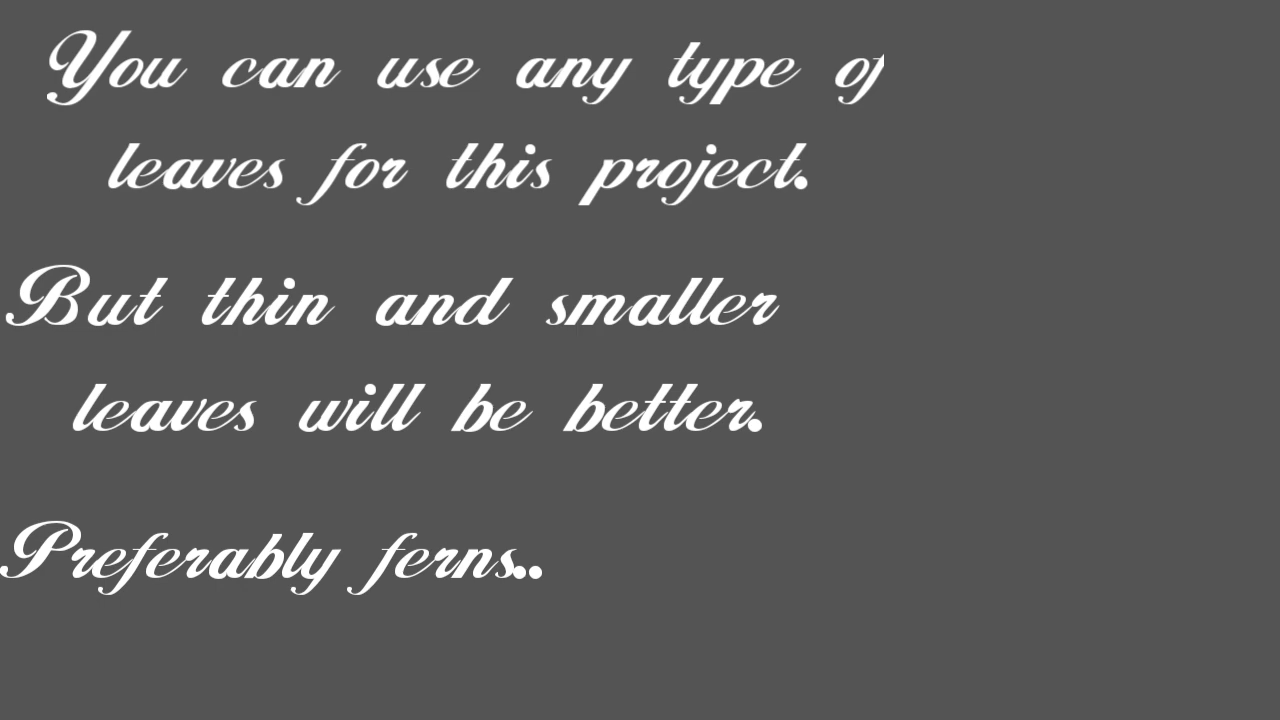 You can use any type of
leaves for this project.
But thin and smaller
leaves will be better.
Preferably ferns..